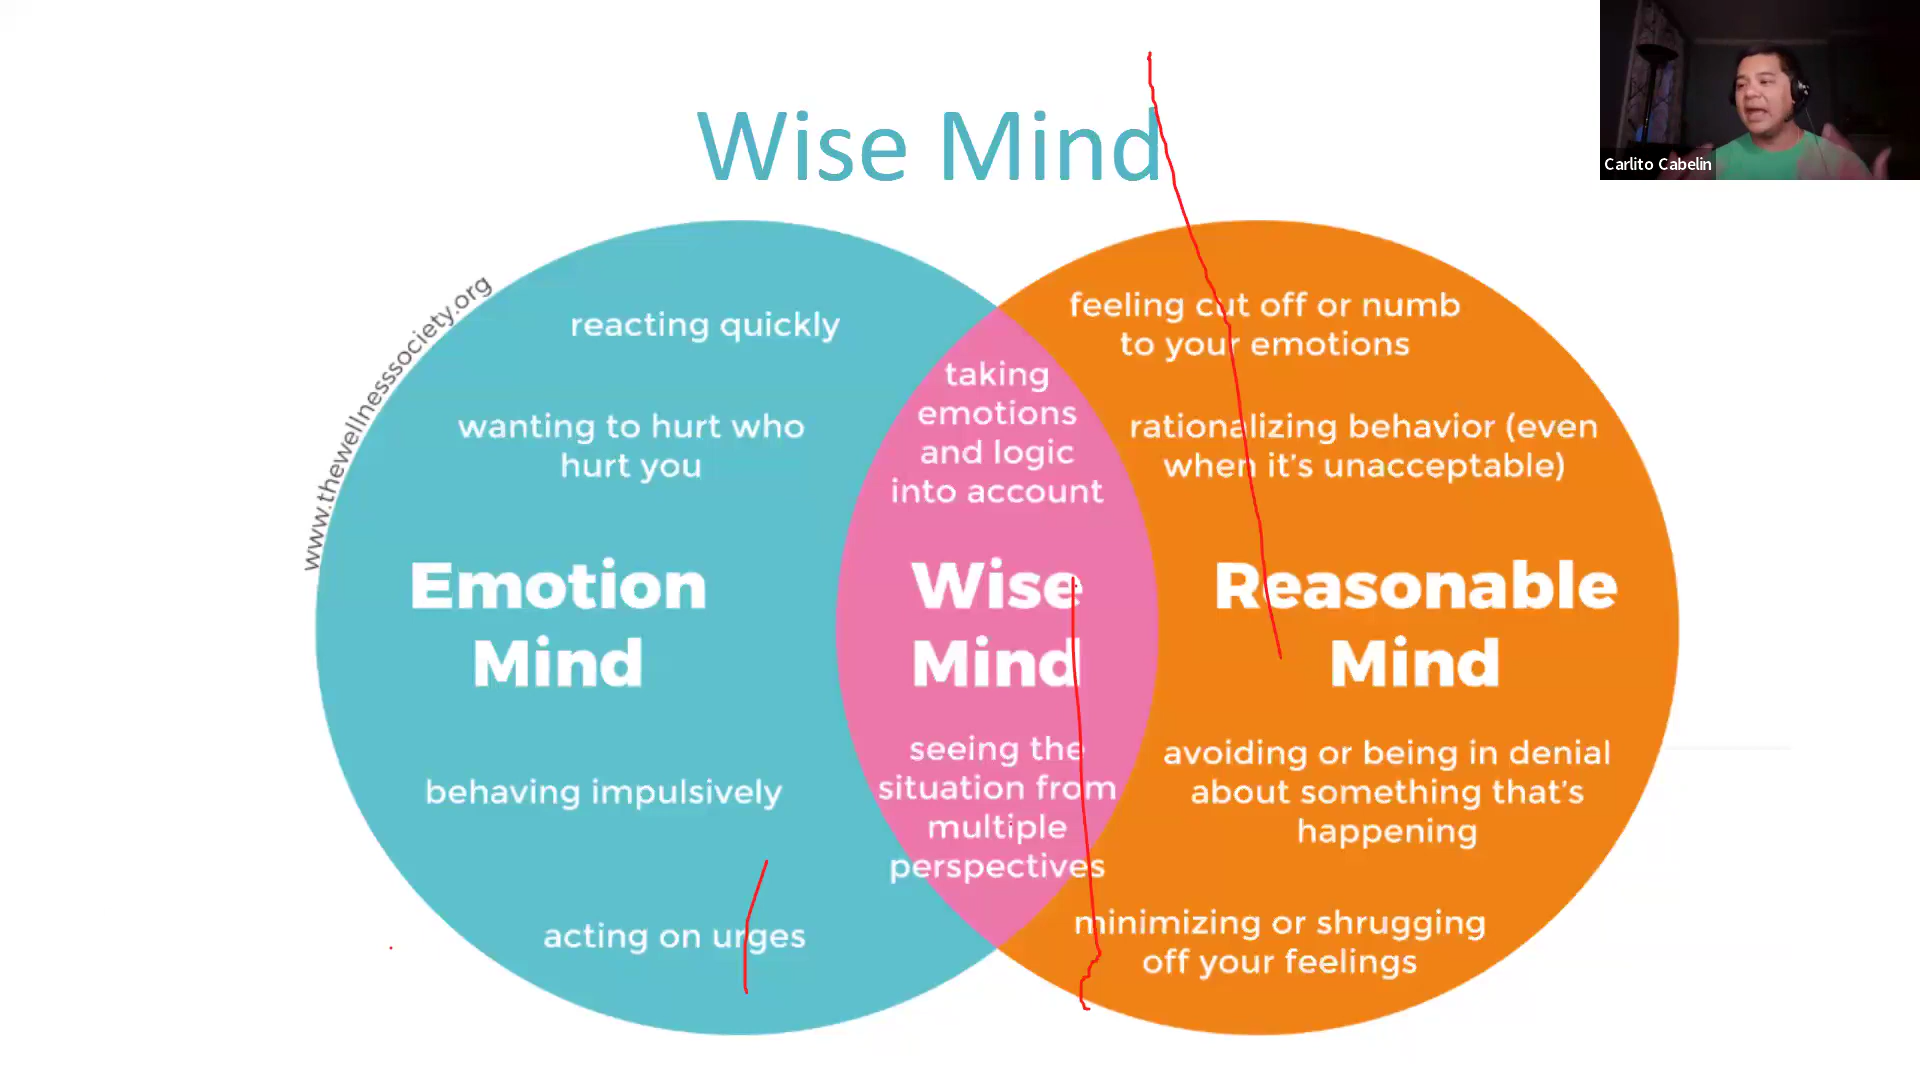 Wise Mind
Carlito Cabelin
www.thewellnesssociety.org
reacting quickly
wanting to hurt who
hurt you
Emotion
Mind
behaving impulsively
acting on urges
taking
emotions
and logic
into account
Wise
Mind
seeing the
situation from
multiple
perspectives
feeling cut off or numb
to your emotions
rationalizing behavior (even
when it's unacceptable)
Reasonable
Mind
avoiding or being in denial
about something that's
happening
minimizing or shrugging
off your feelings